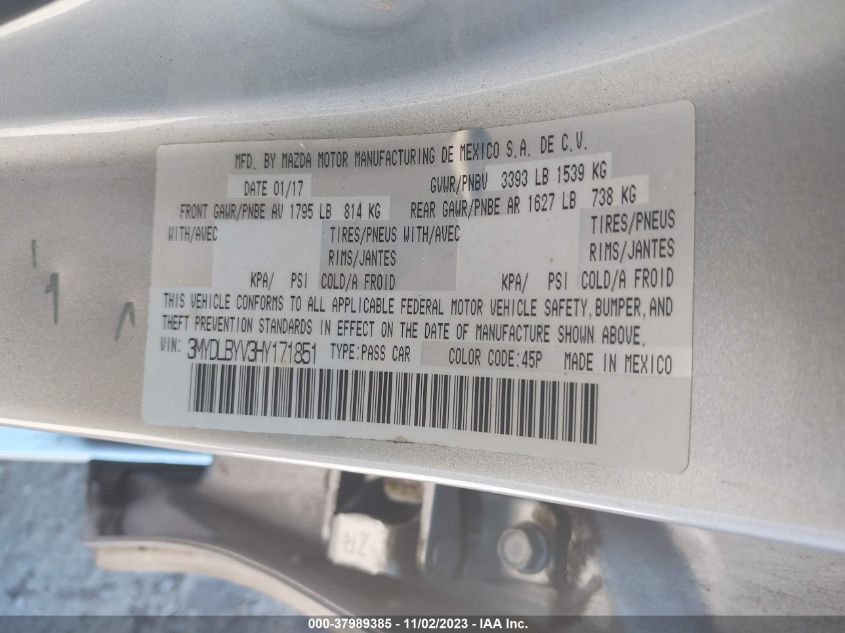 MFD. BY MAZDA MOTOR MANUFACTURING DE MEXICO S.A. DE C.V.
DATE 01/17 GVWR/PNBV 3393 LB 1539 KG
FRONT GAWR/PNBE AV 1795 LB 814 KG REAR GAWR/PNBE AR 1627 LB 738 KG
WITH/AVEC TIRES/PNEUS WITH/AVEC TIRES/PNEUS
RIMS/JANTES RIMS/JANTES
KPA/ PSI COLD/A FROID KPA/ PSI COLD/A FROID
THIS VEHICLE CONFORMS TO ALL APPLICABLE FEDERAL MOTOR VEHICLE SAFETY, BUMPER, AND
THEFT PREVENTION STANDARDS IN EFFECT ON THE DATE OF MANUFACTURE SHOWN ABOVE.
VIN: 3MYDLBYV3HY171851 TYPE:PASS CAR COLOR CODE:45P MADE IN MEXICO
ZR
000-37989385 - 11/02/2023 - IAA Inc.